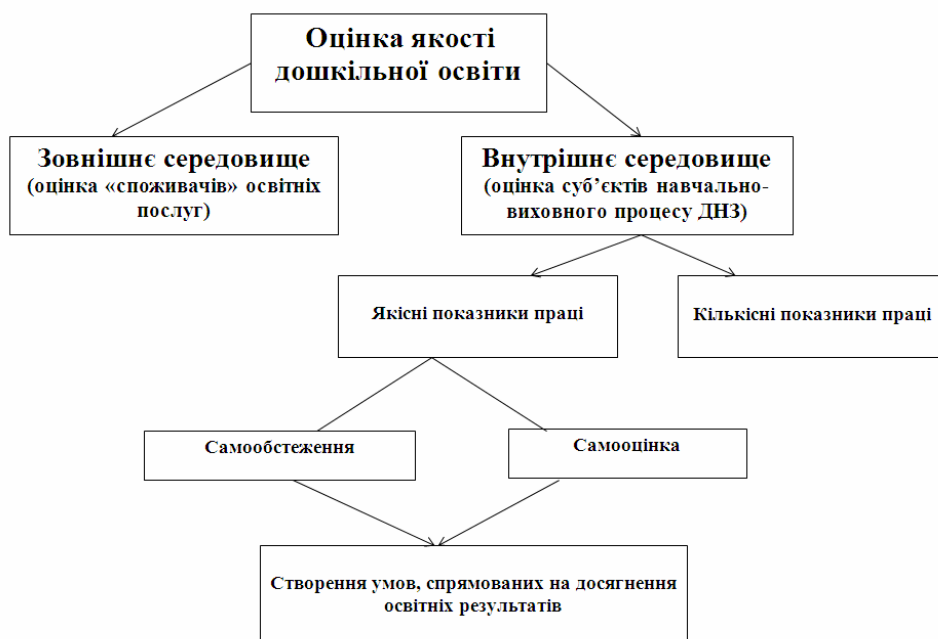 Оцінка якості
дошкільної освіти
Зовнішнє середовище
(оцінка «споживачів» освітніх
послуг)
Внутрішнє середовище
(оцінка суб’єктів навчально-
виховного процесу ДНЗ)
Якісні показники праці
Кількісні показники праці
Самообстеження
Самооцінка
Створення умов, спрямованих на досягнення
освітніх результатів